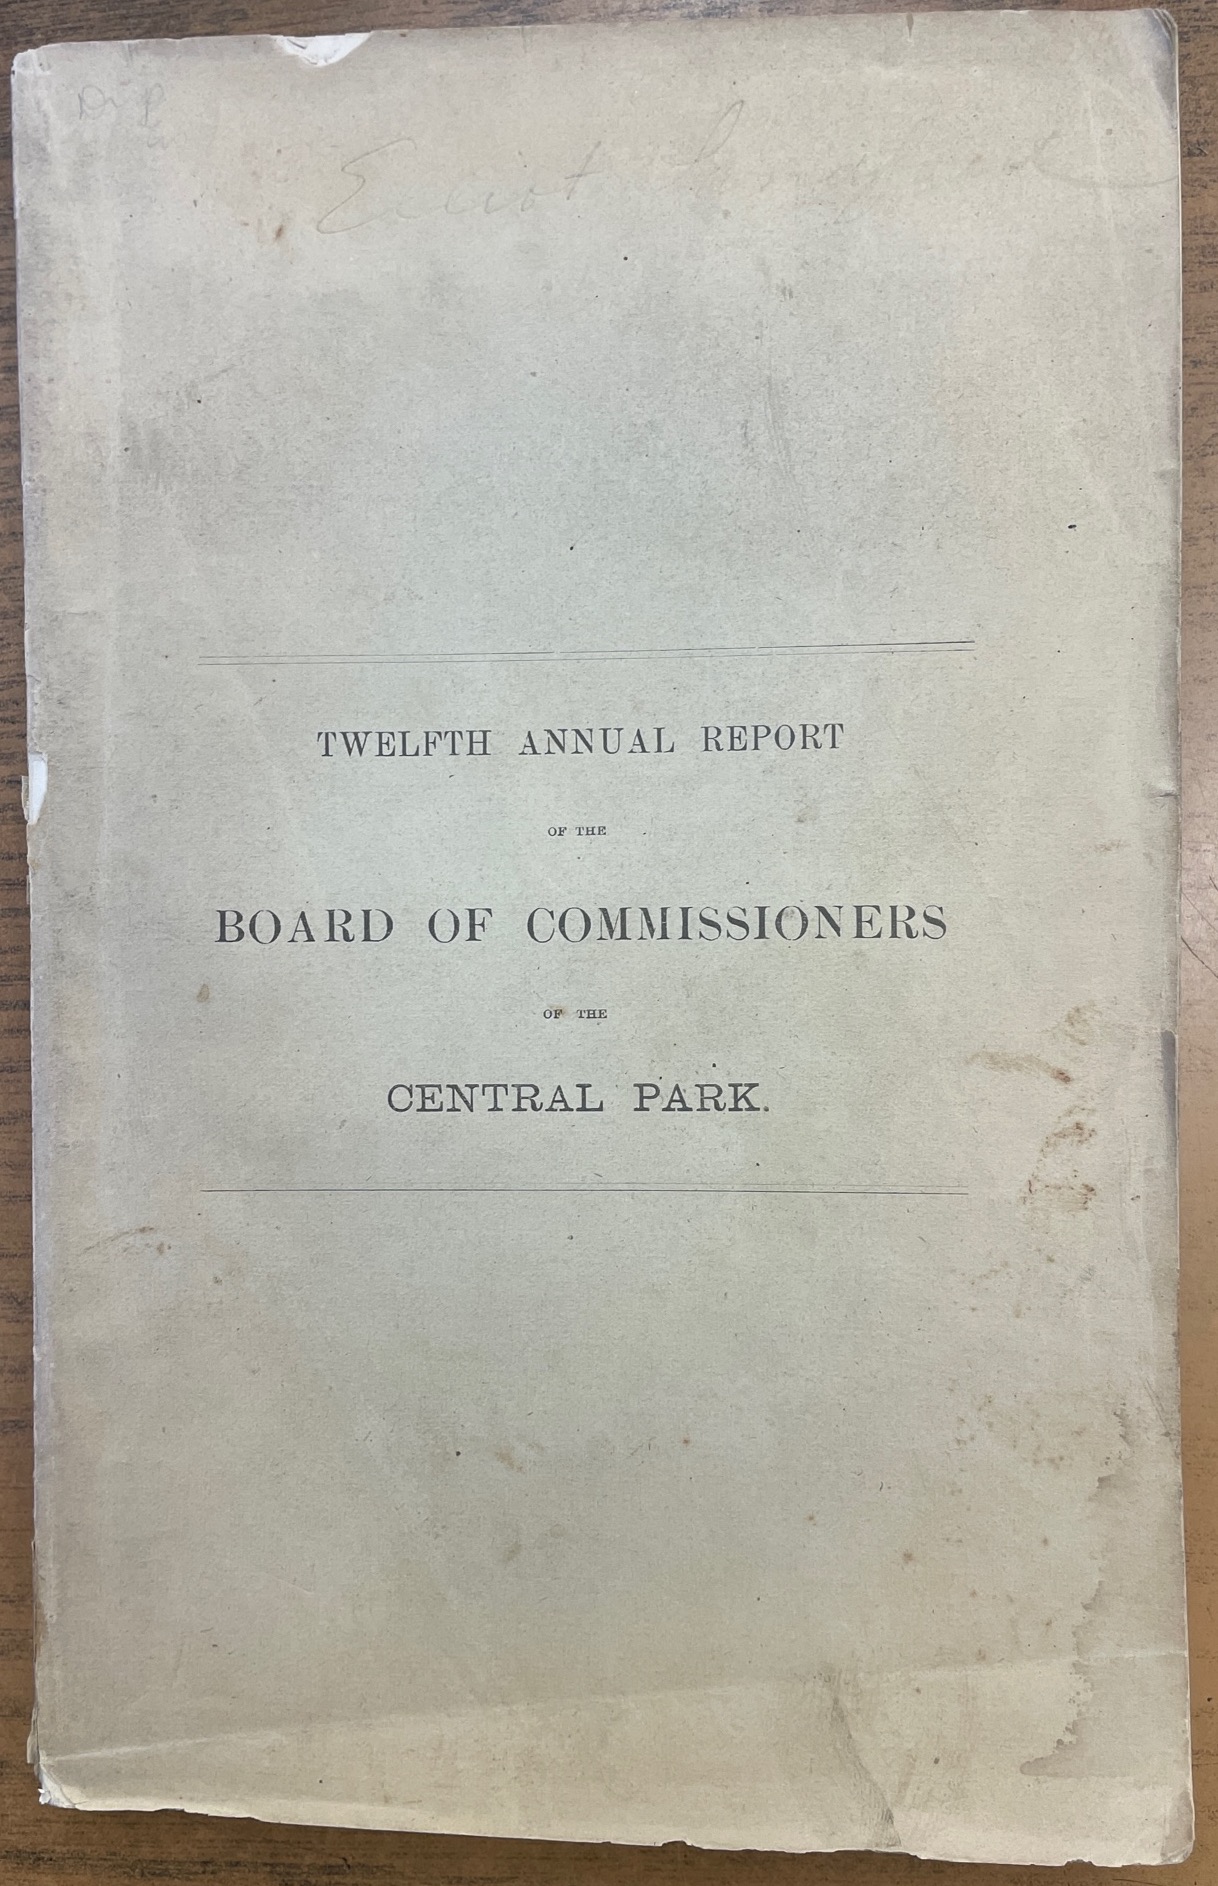 TWELFTH ANNUAL REPORT
OF THE
BOARD OF COMMISSIONERS
OF THE
CENTRAL PARK.